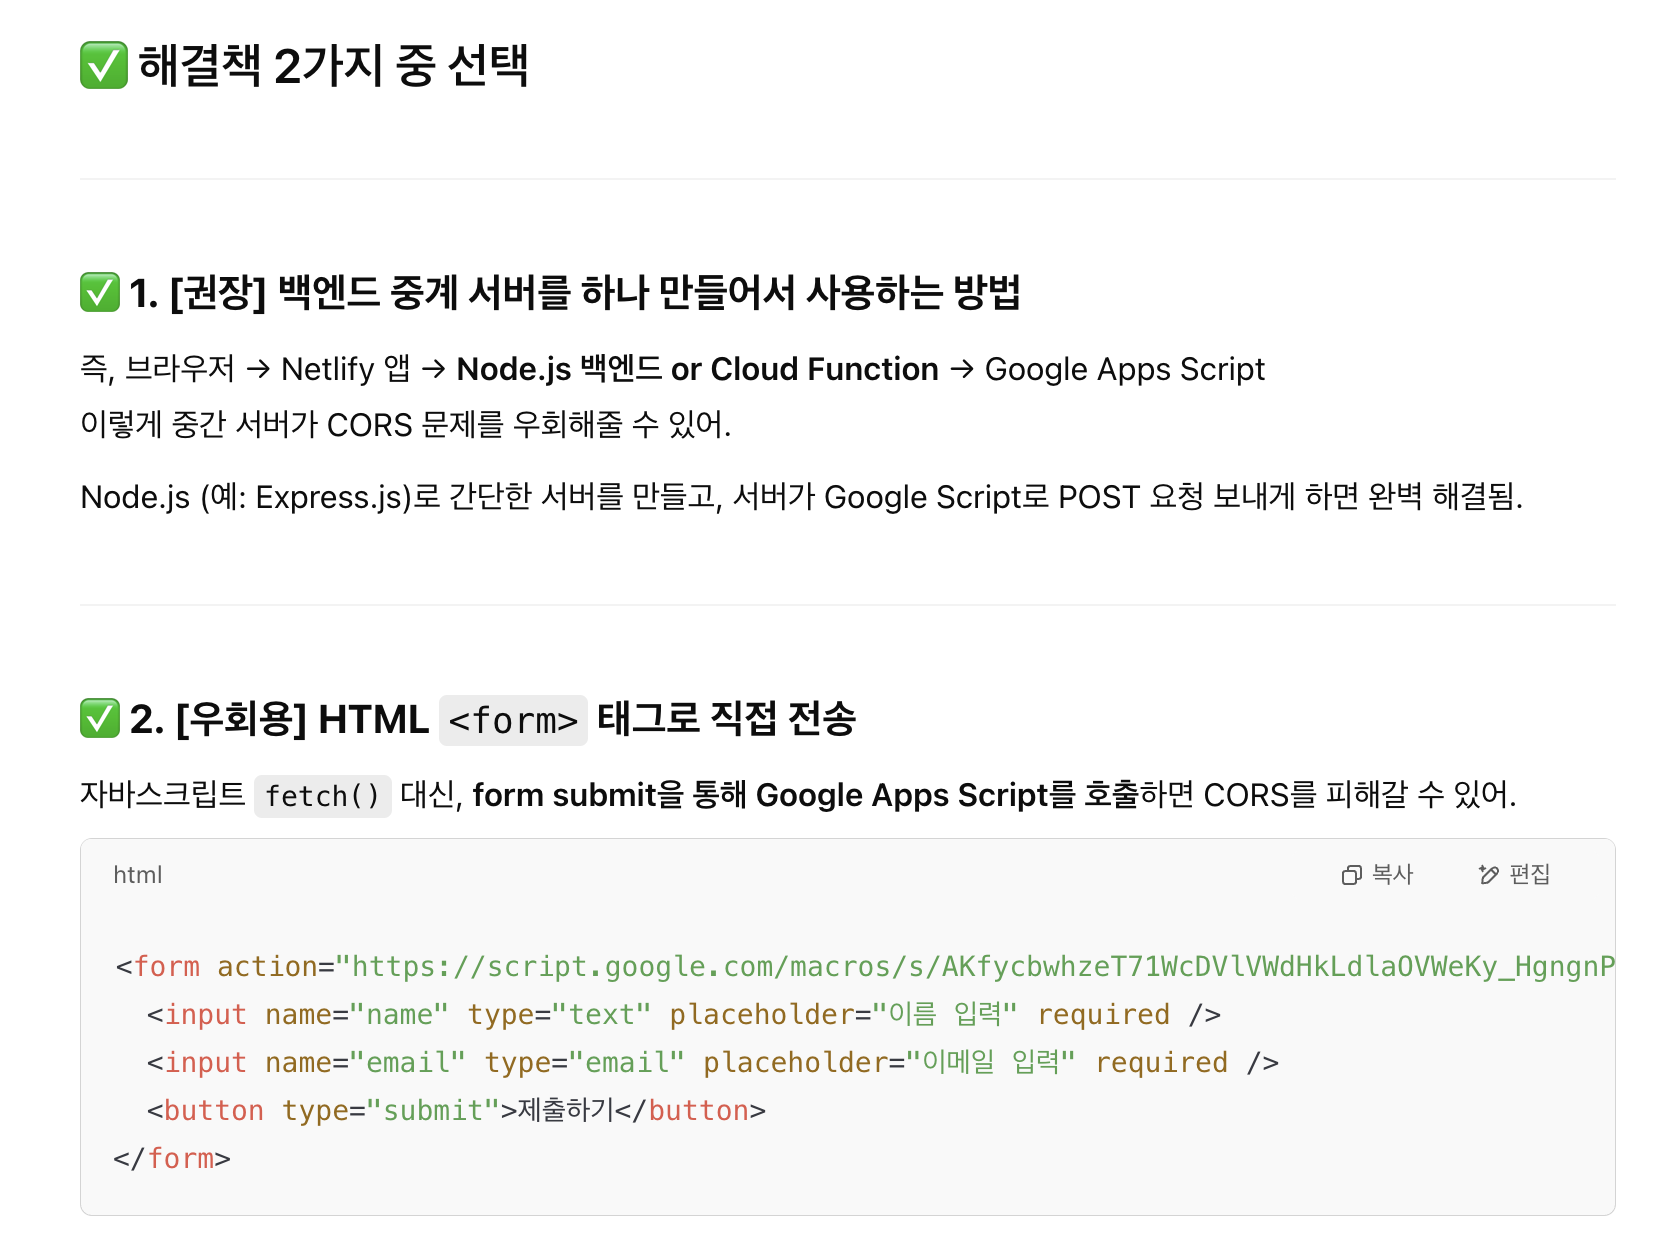 ✅ 해결책 2가지 중 선택
✅ 1. [권장] 백엔드 중계 서버를 하나 만들어서 사용하는 방법
즉, 브라우저 → Netlify 앱 → Node.js 백엔드 or Cloud Function → Google Apps Script
이렇게 중간 서버가 CORS 문제를 우회해줄 수 있어.
Node.js (예: Express.js)로 간단한 서버를 만들고, 서버가 Google Script로 POST 요청 보내게 하면 완벽 해결됨.
✅ 2. [우회용] HTML <form> 태그로 직접 전송
자바스크립트 fetch() 대신, form submit을 통해 Google Apps Script를 호출하면 CORS를 피해갈 수 있어.
html 복사 편집
<form action="https://script.google.com/macros/s/AKfycbwhzeT71WcDVlVWdHkLdlaOVWeKy_HgngnP
<input name="name" type="text" placeholder="이름 입력" required />
<input name="email" type="email" placeholder="이메일 입력" required />
<button type="submit">제출하기</button>
</form>